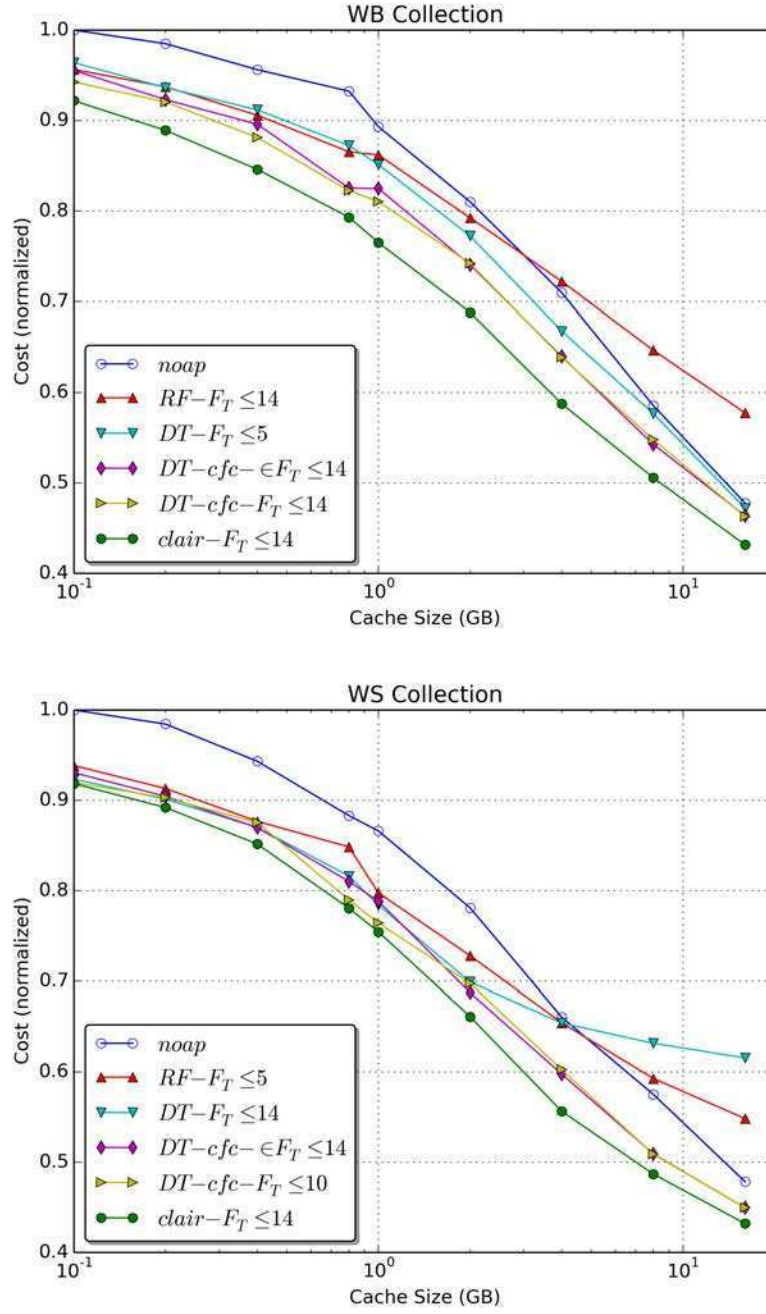 WB Collection
1.0
0.9
0.8
0.7
0.6
0.5
0.4
Cost (normalized)
noap
RF−F_T ≤14
DT−F_T ≤5
DT−cfc−∈F_T ≤14
DT−cfc−F_T ≤14
clair−F_T ≤14
10^-1
10^0
10^1
Cache Size (GB)
WS Collection
1.0
0.9
0.8
0.7
0.6
0.5
0.4
Cost (normalized)
noap
RF−F_T ≤5
DT−F_T ≤14
DT−cfc−∈F_T ≤14
DT−cfc−F_T ≤10
clair−F_T ≤14
10^-1
10^0
10^1
Cache Size (GB)